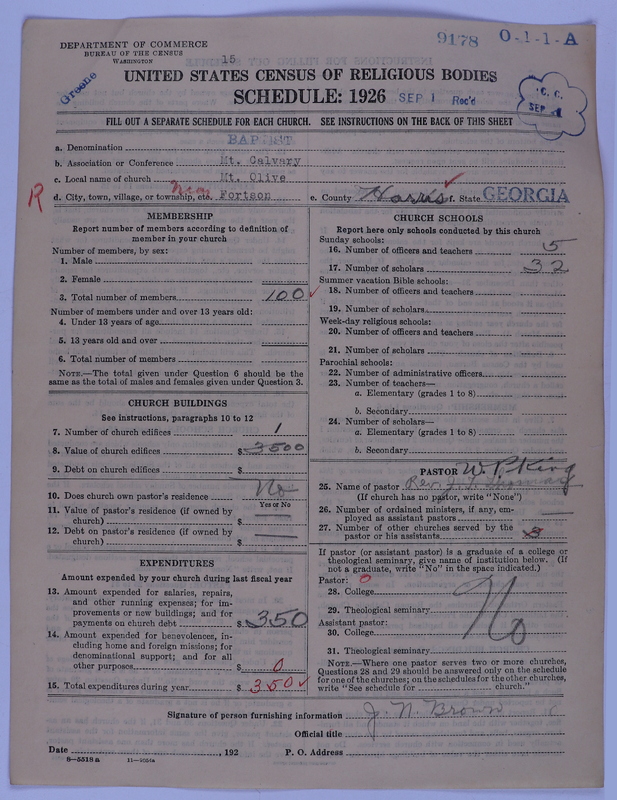 DEPARTMENT OF COMMERCE
BUREAU OF THE CENSUS
WASHINGTON
15
9178 O-1-1-A
Greene
UNITED STATES CENSUS OF RELIGIOUS BODIES
SCHEDULE: 1926 SEP 1 Rec'd
C. C.
SEP
FILL OUT A SEPARATE SCHEDULE FOR EACH CHURCH. SEE INSTRUCTIONS ON THE BACK OF THIS SHEET
a. Denomination BAPTIST
b. Association or Conference Mt. Calvary
c. Local name of church Mt. Olive
R d. City, town, village, or township, etc. near Fortson e. County Harris f. State GEORGIA
MEMBERSHIP
Report number of members according to definition of
member in your church
Number of members, by sex:
1. Male
2. Female
3. Total number of members 100
Number of members under and over 13 years old:
4. Under 13 years of age
5. 13 years old and over
6. Total number of members
NOTE.—The total given under Question 6 should be the
same as the total of males and females given under Question 3.
CHURCH BUILDINGS
See instructions, paragraphs 10 to 12
7. Number of church edifices 1
8. Value of church edifices $ 3500
9. Debt on church edifices $
10. Does church own pastor's residence No
Yes or No
11. Value of pastor's residence (if owned by
church) $
12. Debt on pastor's residence (if owned by
church) $
EXPENDITURES
Amount expended by your church during last fiscal year
13. Amount expended for salaries, repairs,
and other running expenses; for im-
provements or new buildings; and for
payments on church debt $ 350
14. Amount expended for benevolences, in-
cluding home and foreign missions; for
denominational support; and for all
other purposes $ 0
15. Total expenditures during year $ 350
CHURCH SCHOOLS
Report here only schools conducted by this church
Sunday schools:
16. Number of officers and teachers 5
17. Number of scholars 32
Summer vacation Bible schools:
18. Number of officers and teachers
19. Number of scholars
Week-day religious schools:
20. Number of officers and teachers
21. Number of scholars
Parochial schools:
22. Number of administrative officers
23. Number of teachers—
a. Elementary (grades 1 to 8)
b. Secondary
24. Number of scholars—
a. Elementary (grades 1 to 8)
b. Secondary
PASTOR W. P. King
25. Name of pastor Rev. J. T.
(If church has no pastor, write "None")
26. Number of ordained ministers, if any, em-
ployed as assistant pastors
27. Number of other churches served by the
pastor or his assistants 3
If pastor (or assistant pastor) is a graduate of a college or
theological seminary, give name of institution below. (If
not a graduate, write "No" in the space indicated.)
Pastor: 0
28. College
29. Theological seminary No
Assistant pastor:
30. College
31. Theological seminary
NOTE.—Where one pastor serves two or more churches,
Questions 28 and 29 should be answered only on the schedule
for one of the churches; on the schedules for the other churches,
write "See schedule for church."
Signature of person furnishing information J. N. Brown
Official title
Date , 192 P. O. Address
8—5518 a 11—9054a